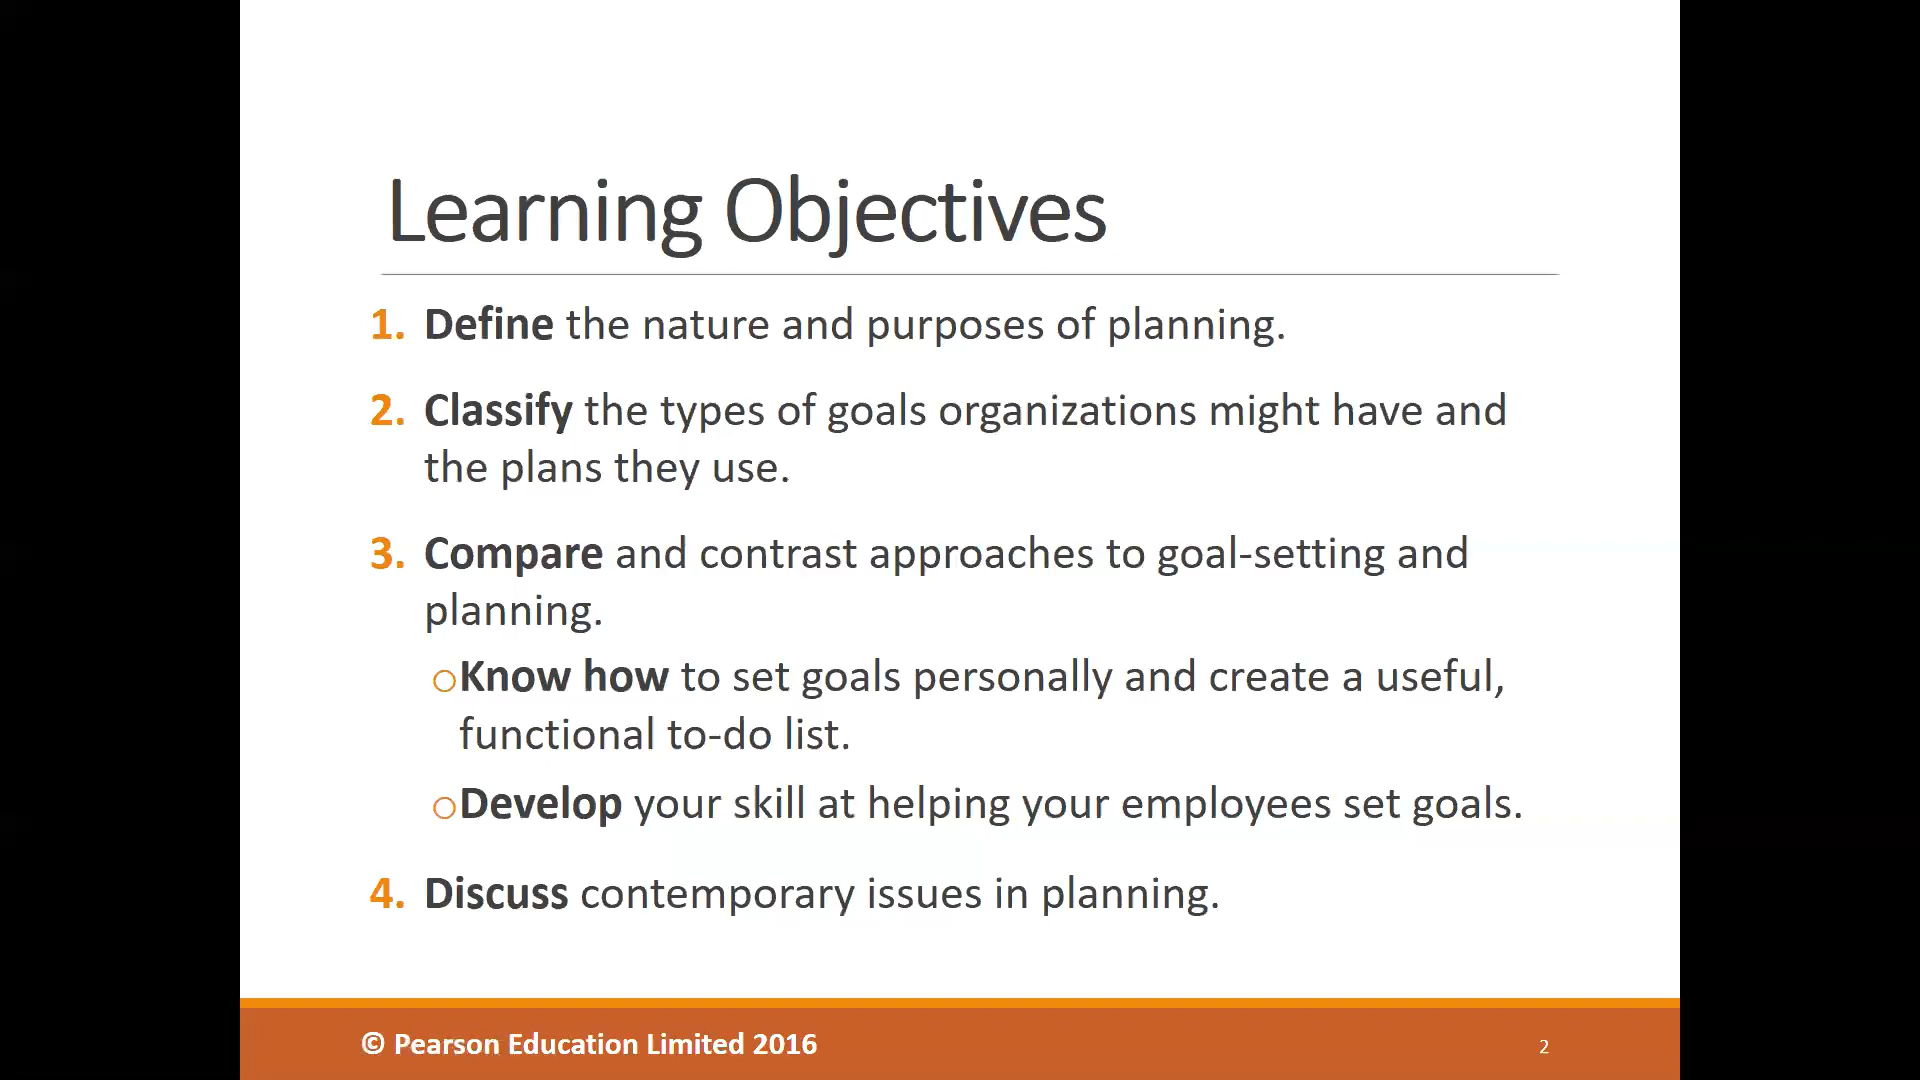 Learning Objectives
1. Define the nature and purposes of planning.
2. Classify the types of goals organizations might have and
the plans they use.
3. Compare and contrast approaches to goal-setting and
planning.
oKnow how to set goals personally and create a useful,
functional to-do list.
oDevelop your skill at helping your employees set goals.
4. Discuss contemporary issues in planning.
© Pearson Education Limited 2016
2